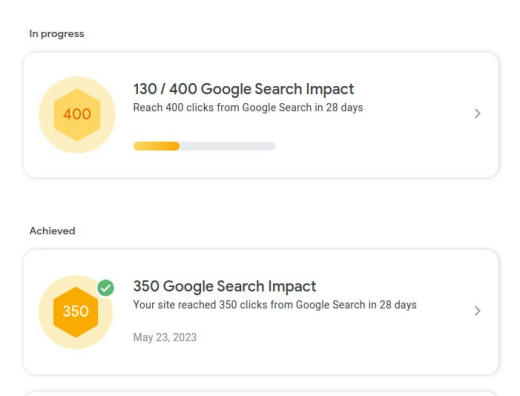 In progress
400
130 / 400 Google Search Impact
Reach 400 clicks from Google Search in 28 days
Achieved
350
350 Google Search Impact
Your site reached 350 clicks from Google Search in 28 days
May 23, 2023